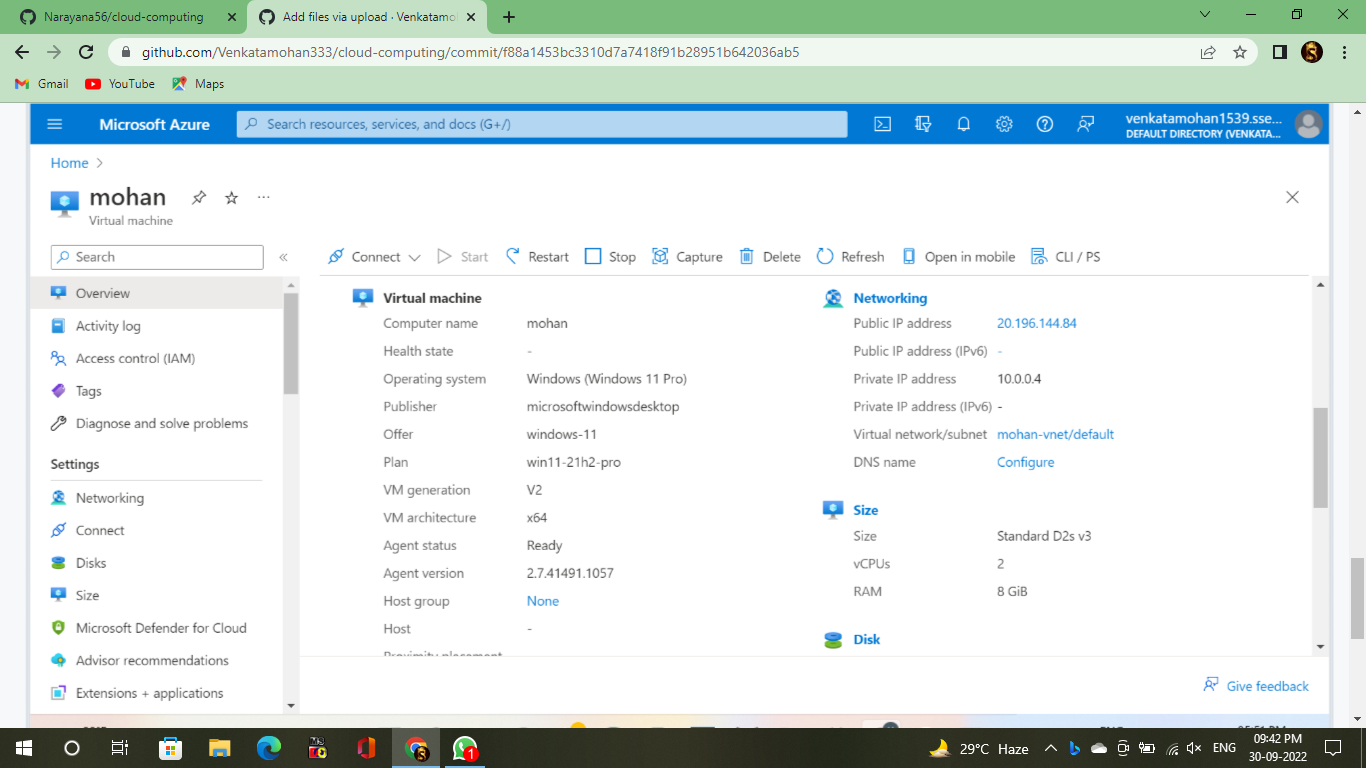 Narayana56/cloud-computing
Add files via upload · Venkatamo
github.com/Venkatamohan333/cloud-computing/commit/f88a1453bc3310d7a7418f91b28951b642036ab5
Gmail
YouTube
Maps
Microsoft Azure
Search resources, services, and docs (G+/)
venkatamohan1539.sse...
DEFAULT DIRECTORY (VENKATA...
Home
mohan
Virtual machine
Search
Connect
Start
Restart
Stop
Capture
Delete
Refresh
Open in mobile
CLI / PS
Overview
Activity log
Access control (IAM)
Tags
Diagnose and solve problems
Settings
Networking
Connect
Disks
Size
Microsoft Defender for Cloud
Advisor recommendations
Extensions + applications
Virtual machine
Computer name mohan
Health state -
Operating system Windows (Windows 11 Pro)
Publisher microsoftwindowsdesktop
Offer windows-11
Plan win11-21h2-pro
VM generation V2
VM architecture x64
Agent status Ready
Agent version 2.7.41491.1057
Host group None
Host -
Proximity placement
Networking
Public IP address 20.196.144.84
Public IP address (IPv6) -
Private IP address 10.0.0.4
Private IP address (IPv6) -
Virtual network/subnet mohan-vnet/default
DNS name Configure
Size
Size Standard D2s v3
vCPUs 2
RAM 8 GiB
Disk
Give feedback
1
29°C Haze
ENG
09:42 PM
30-09-2022